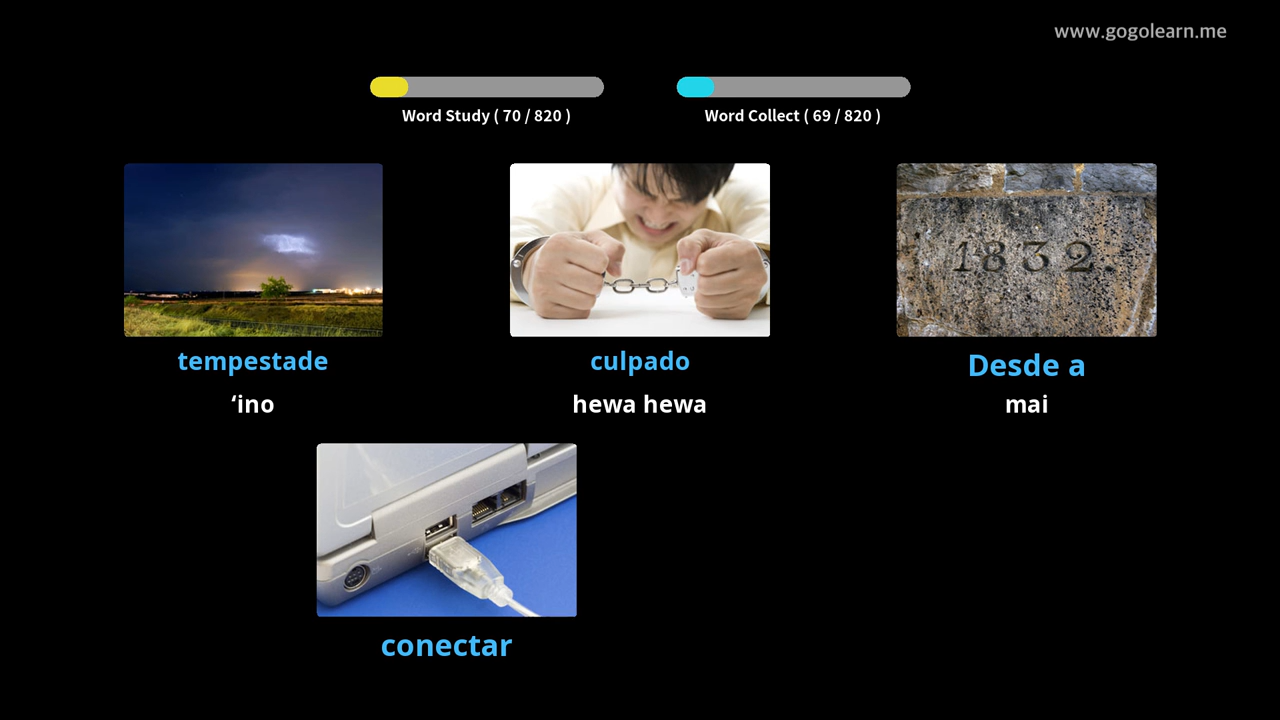 www.gogolearn.me
Word Study ( 70 / 820 )
Word Collect ( 69 / 820 )
1832.
tempestade
culpado
Desde a
‘ino
hewa hewa
mai
conectar